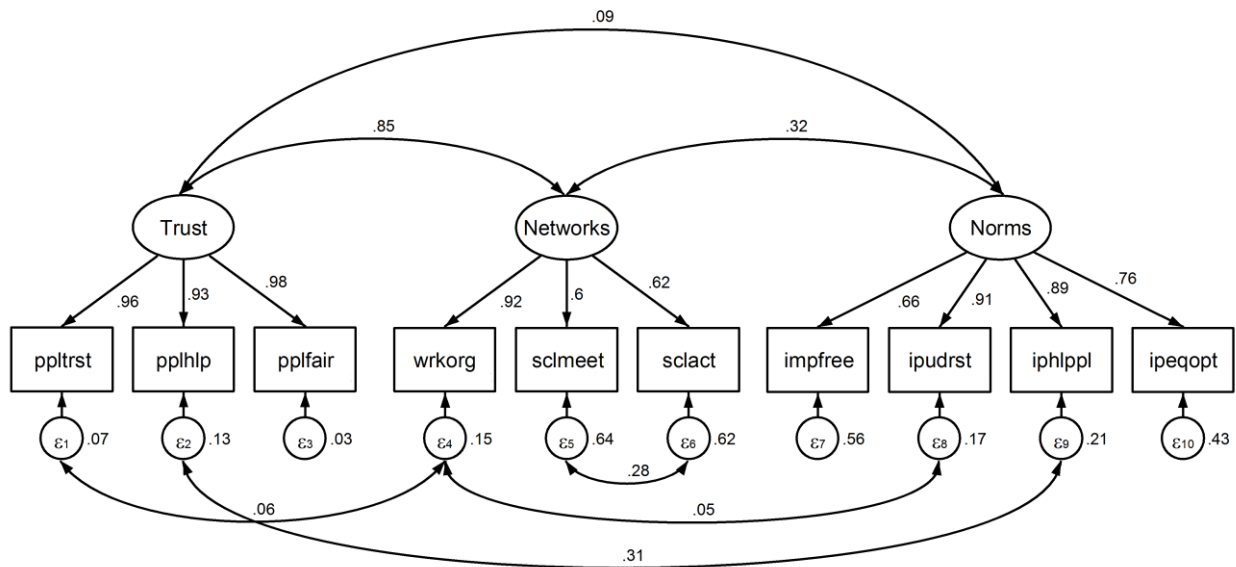 .09
.85
.32
Trust
Networks
Norms
.96
.93
.98
.92
.6
.62
.66
.91
.89
.76
ppltrst
pplhlp
pplfair
wrkorg
sclmeet
sclact
impfree
ipudrst
iphlppl
ipeqopt
ε1 .07
ε2 .13
ε3 .03
ε4 .15
ε5 .64
ε6 .62
ε7 .56
ε8 .17
ε9 .21
ε10 .43
.28
.06
.05
.31